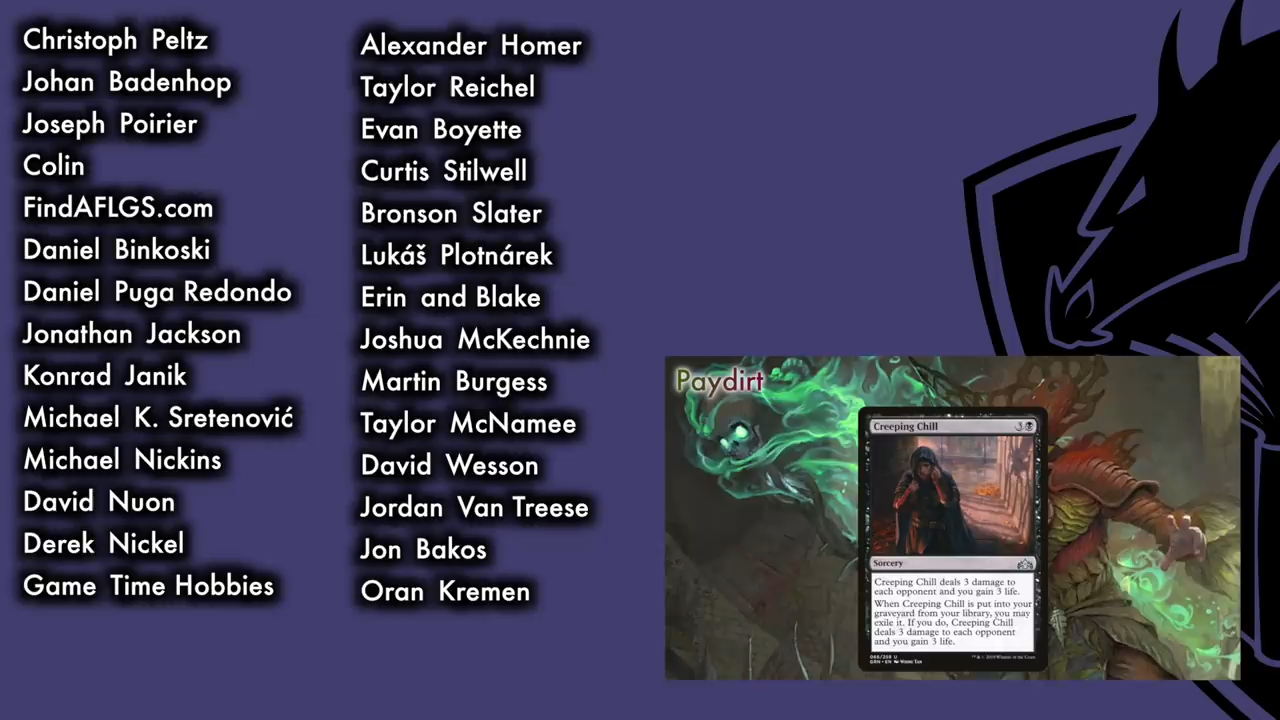 Christoph Peltz
Johan Badenhop
Joseph Poirier
Colin
FindAFLGS.com
Daniel Binkoski
Daniel Puga Redondo
Jonathan Jackson
Konrad Janik
Michael K. Sretenović
Michael Nickins
David Nuon
Derek Nickel
Game Time Hobbies
Alexander Homer
Taylor Reichel
Evan Boyette
Curtis Stilwell
Bronson Slater
Lukáš Plotnárek
Erin and Blake
Joshua McKechnie
Martin Burgess
Taylor McNamee
David Wesson
Jordan Van Treese
Jon Bakos
Oran Kremen
Paydirt
Creeping Chill 3
Sorcery
Creeping Chill deals 3 damage to
each opponent and you gain 3 life.
When Creeping Chill is put into your
graveyard from your library, you may
exile it. If you do, Creeping Chill
deals 3 damage to each opponent
and you gain 3 life.
GRN • EN